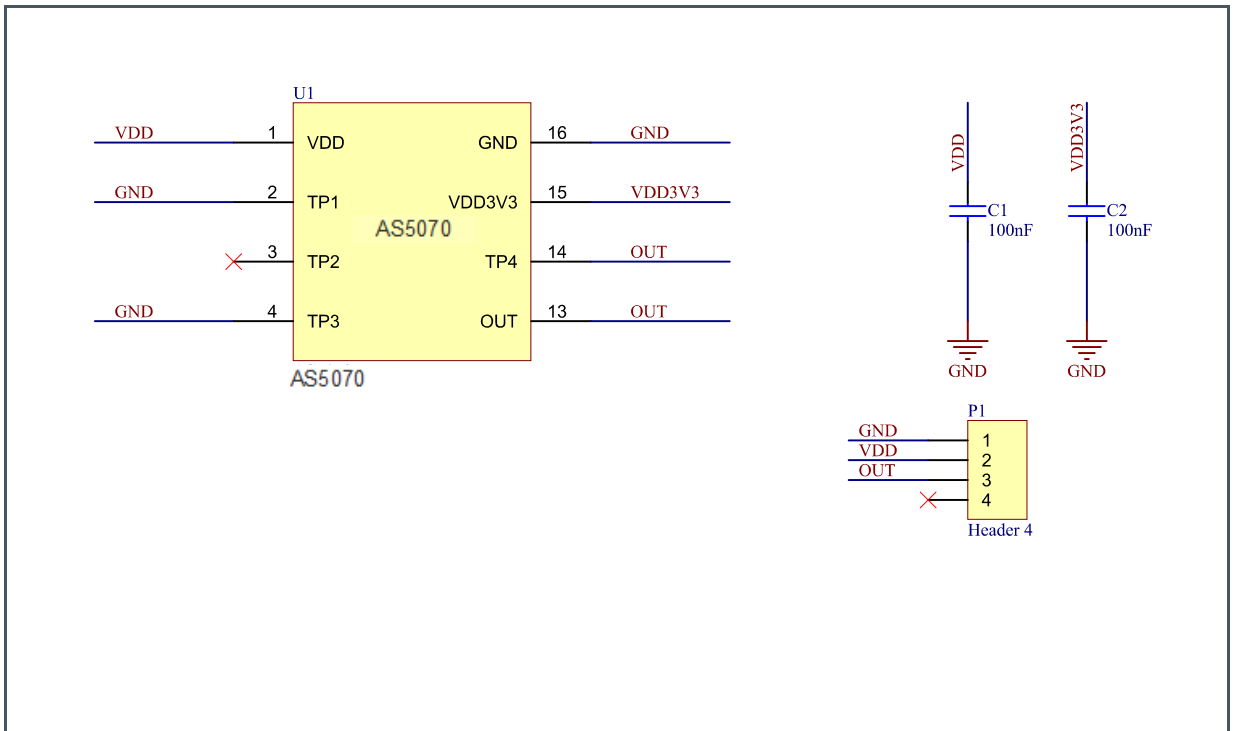 U1
VDD 1 VDD GND 16 GND
GND 2 TP1 VDD3V3 15 VDD3V3
AS5070
3 TP2 TP4 14 OUT
GND 4 TP3 OUT 13 OUT
AS5070
VDD
C1
100nF
GND
VDD3V3
C2
100nF
GND
P1
GND 1
VDD 2
OUT 3
4
Header 4